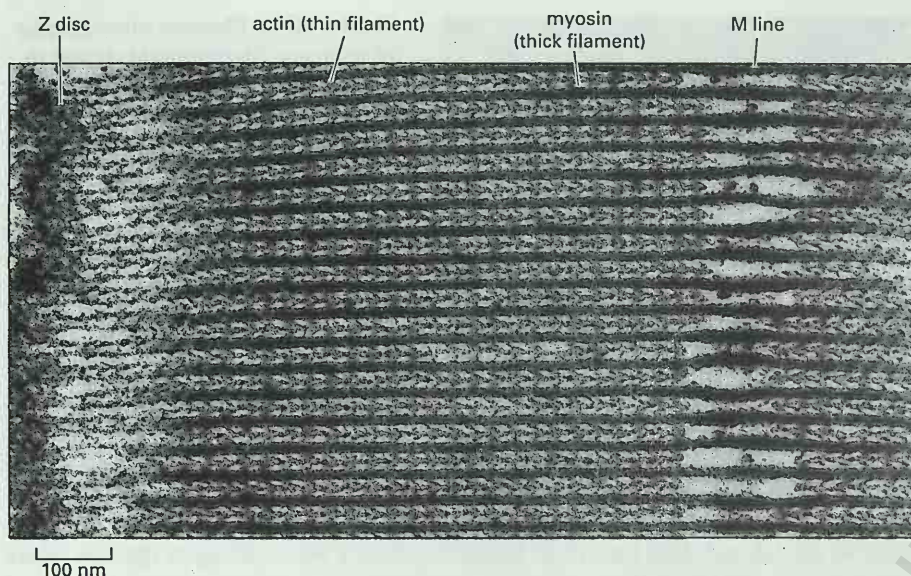 Z disc
actin (thin filament)
myosin
(thick filament)
M line
100 nm